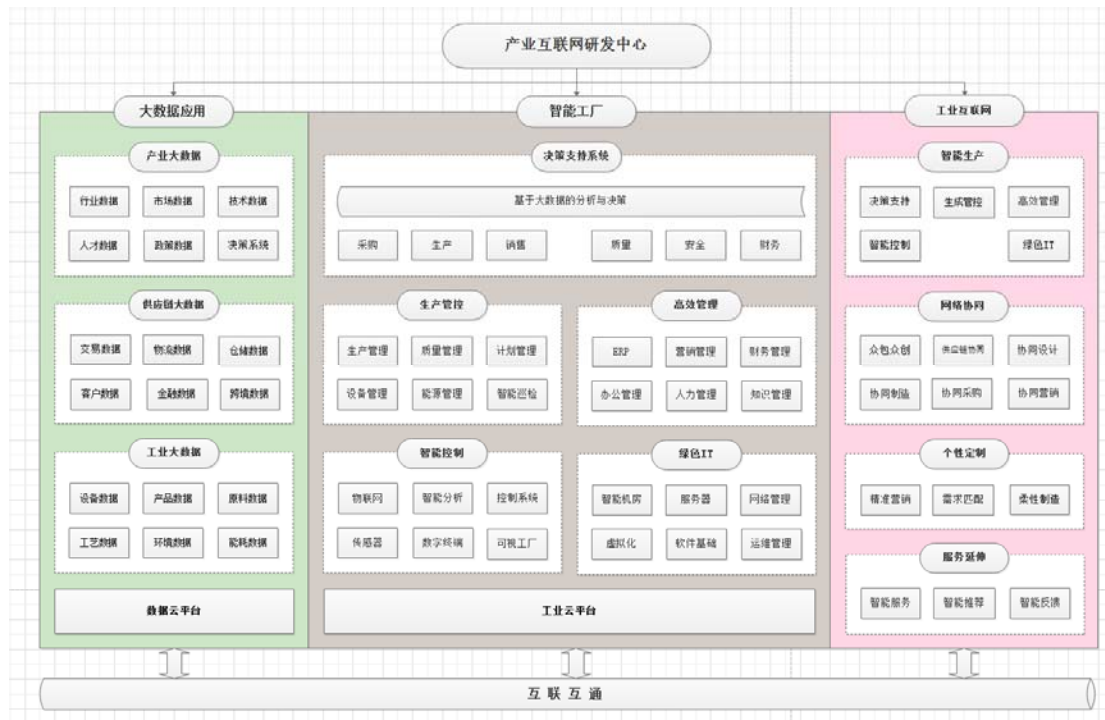 产业互联网研发中心
大数据应用
产业大数据
行业数据 市场数据 技术数据
人才数据 政策数据 决策系统
供应链大数据
交易数据 物流数据 仓储数据
客户数据 金融数据 跨境数据
工业大数据
设备数据 产品数据 原料数据
工艺数据 环境数据 能耗数据
数据云平台
智能工厂
决策支持系统
基于大数据的分析与决策
采购 生产 销售 质量 安全 财务
生产管控
生产管理 质量管理 计划管理
设备管理 能源管理 智能巡检
高效管理
ERP 营销管理 财务管理
办公管理 人力管理 知识管理
智能控制
物联网 智能分析 控制系统
传感器 数字终端 可视工厂
绿色IT
智能机房 服务器 网络管理
虚拟化 软件基础 运维管理
工业云平台
工业互联网
智能生产
决策支持 生成管控 高效管理
智能控制 绿色IT
网络协同
众包众创 供应链协同 协同设计
协同制造 协同采购 协同营销
个性定制
精准营销 需求匹配 柔性制造
服务延伸
智能服务 智能推荐 智能反馈
互联互通